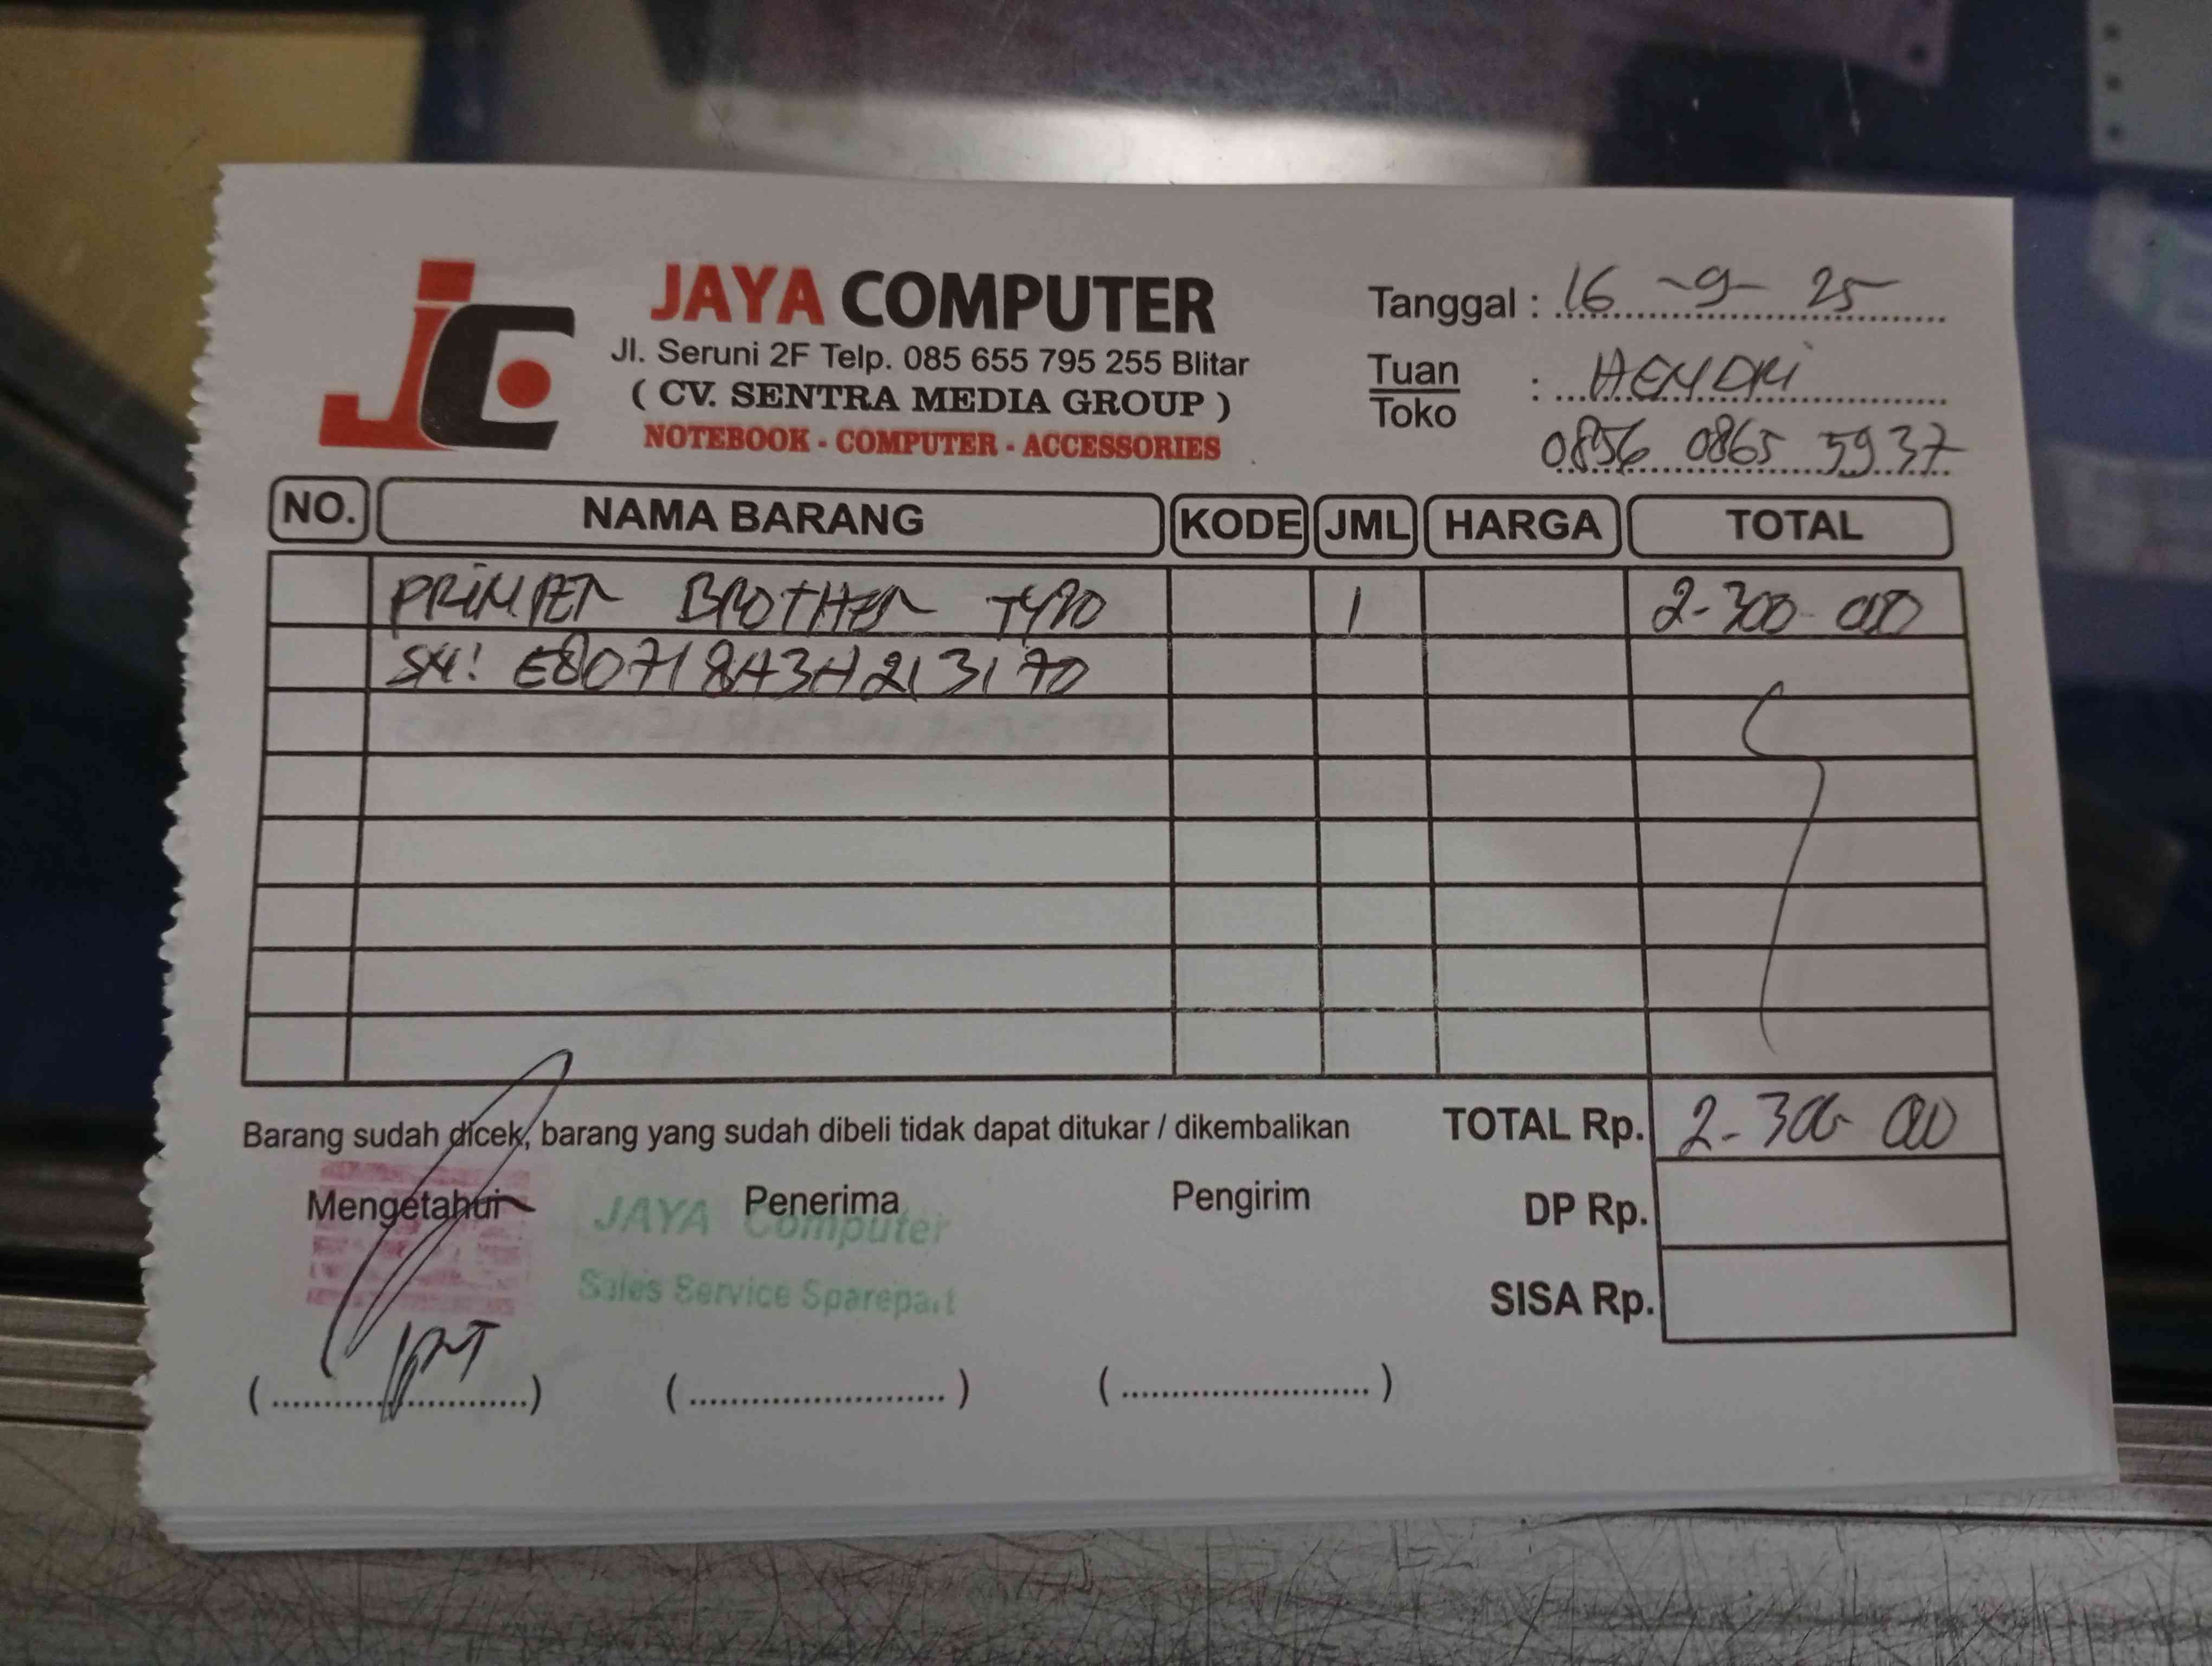 JAYA COMPUTER
Jl. Seruni 2F Telp. 085 655 795 255 Blitar
( CV. SENTRA MEDIA GROUP )
NOTEBOOK - COMPUTER - ACCESSORIES
Tanggal : 16 - 9 - 25
Tuan
Toko : HENDRI
0856 0865 5937
NO. NAMA BARANG KODE JML HARGA TOTAL
PRINTER BROTHER 1 2-300-000
SN: E80718A3H213170
TOTAL Rp. 2-300-000
Barang sudah dicek, barang yang sudah dibeli tidak dapat ditukar / dikembalikan
DP Rp.
SISA Rp.
Mengetahui Penerima Pengirim
JAYA Computer
Sales Service Sparepart
(........................) (........................) (........................)